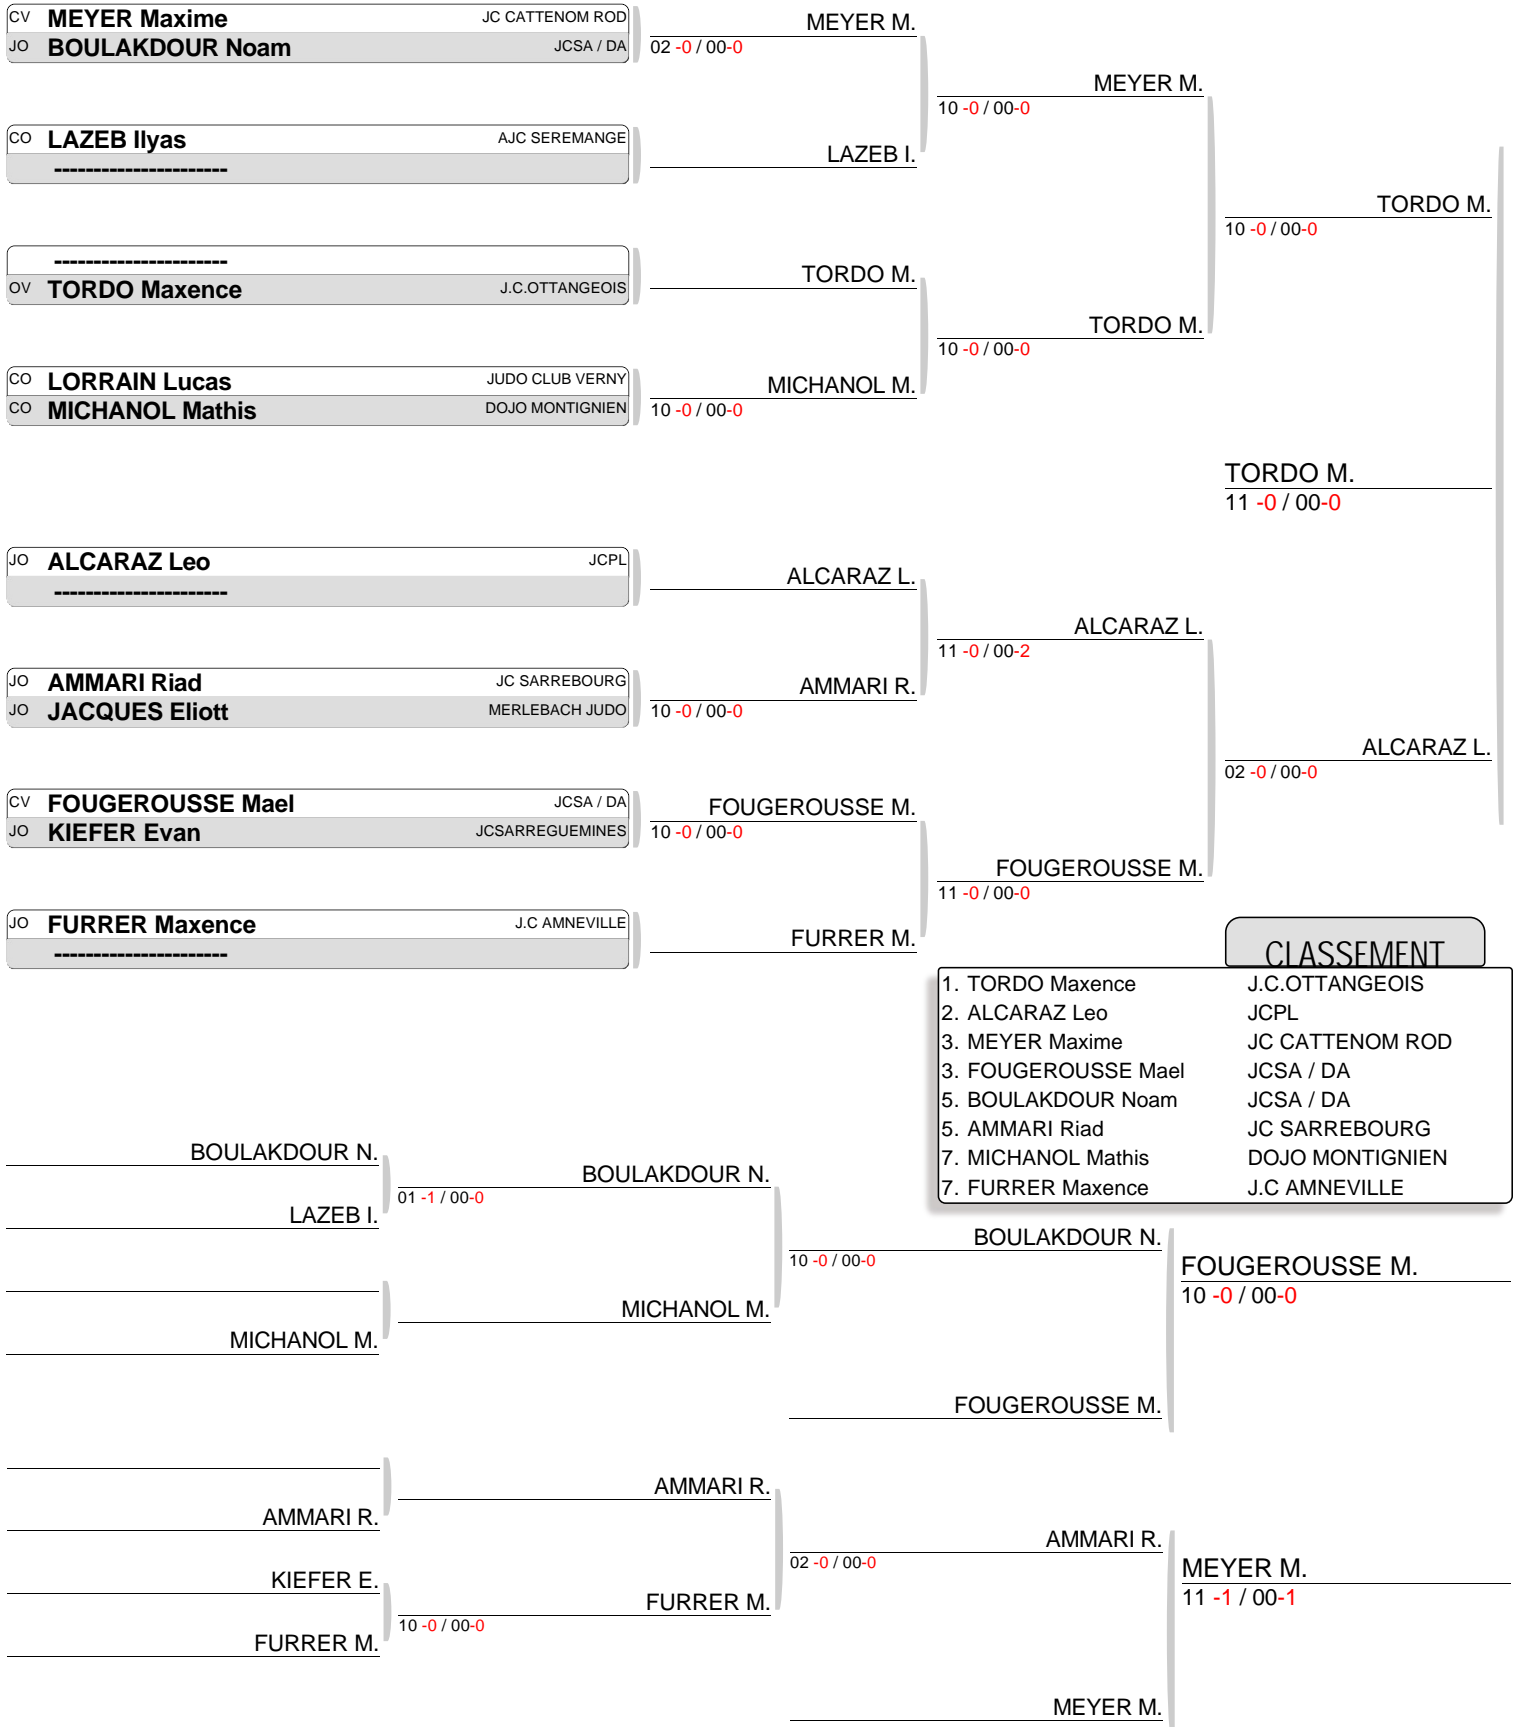 CV MEYER Maxime JC CATTENOM ROD
JO BOULAKDOUR Noam JCSA / DA
MEYER M.
02 -0 / 00-0
MEYER M.
10 -0 / 00-0
CO LAZEB Ilyas AJC SEREMANGE
----------------------
LAZEB I.
TORDO M.
10 -0 / 00-0
----------------------
OV TORDO Maxence J.C.OTTANGEOIS
TORDO M.
TORDO M.
10 -0 / 00-0
CO LORRAIN Lucas JUDO CLUB VERNY
CO MICHANOL Mathis DOJO MONTIGNIEN
MICHANOL M.
10 -0 / 00-0
TORDO M.
11 -0 / 00-0
JO ALCARAZ Leo JCPL
----------------------
ALCARAZ L.
ALCARAZ L.
11 -0 / 00-2
JO AMMARI Riad JC SARREBOURG
JO JACQUES Eliott MERLEBACH JUDO
AMMARI R.
10 -0 / 00-0
ALCARAZ L.
02 -0 / 00-0
CV FOUGEROUSSE Mael JCSA / DA
JO KIEFER Evan JCSARREGUEMINES
FOUGEROUSSE M.
10 -0 / 00-0
FOUGEROUSSE M.
11 -0 / 00-0
JO FURRER Maxence J.C AMNEVILLE
----------------------
FURRER M.
CLASSEMENT
1. TORDO Maxence J.C.OTTANGEOIS
2. ALCARAZ Leo JCPL
3. MEYER Maxime JC CATTENOM ROD
3. FOUGEROUSSE Mael JCSA / DA
5. BOULAKDOUR Noam JCSA / DA
5. AMMARI Riad JC SARREBOURG
7. MICHANOL Mathis DOJO MONTIGNIEN
7. FURRER Maxence J.C AMNEVILLE
BOULAKDOUR N.
BOULAKDOUR N.
01 -1 / 00-0
LAZEB I.
BOULAKDOUR N.
10 -0 / 00-0
FOUGEROUSSE M.
10 -0 / 00-0
MICHANOL M.
MICHANOL M.
FOUGEROUSSE M.
AMMARI R.
AMMARI R.
AMMARI R.
02 -0 / 00-0
MEYER M.
11 -1 / 00-1
KIEFER E.
FURRER M.
10 -0 / 00-0
FURRER M.
MEYER M.